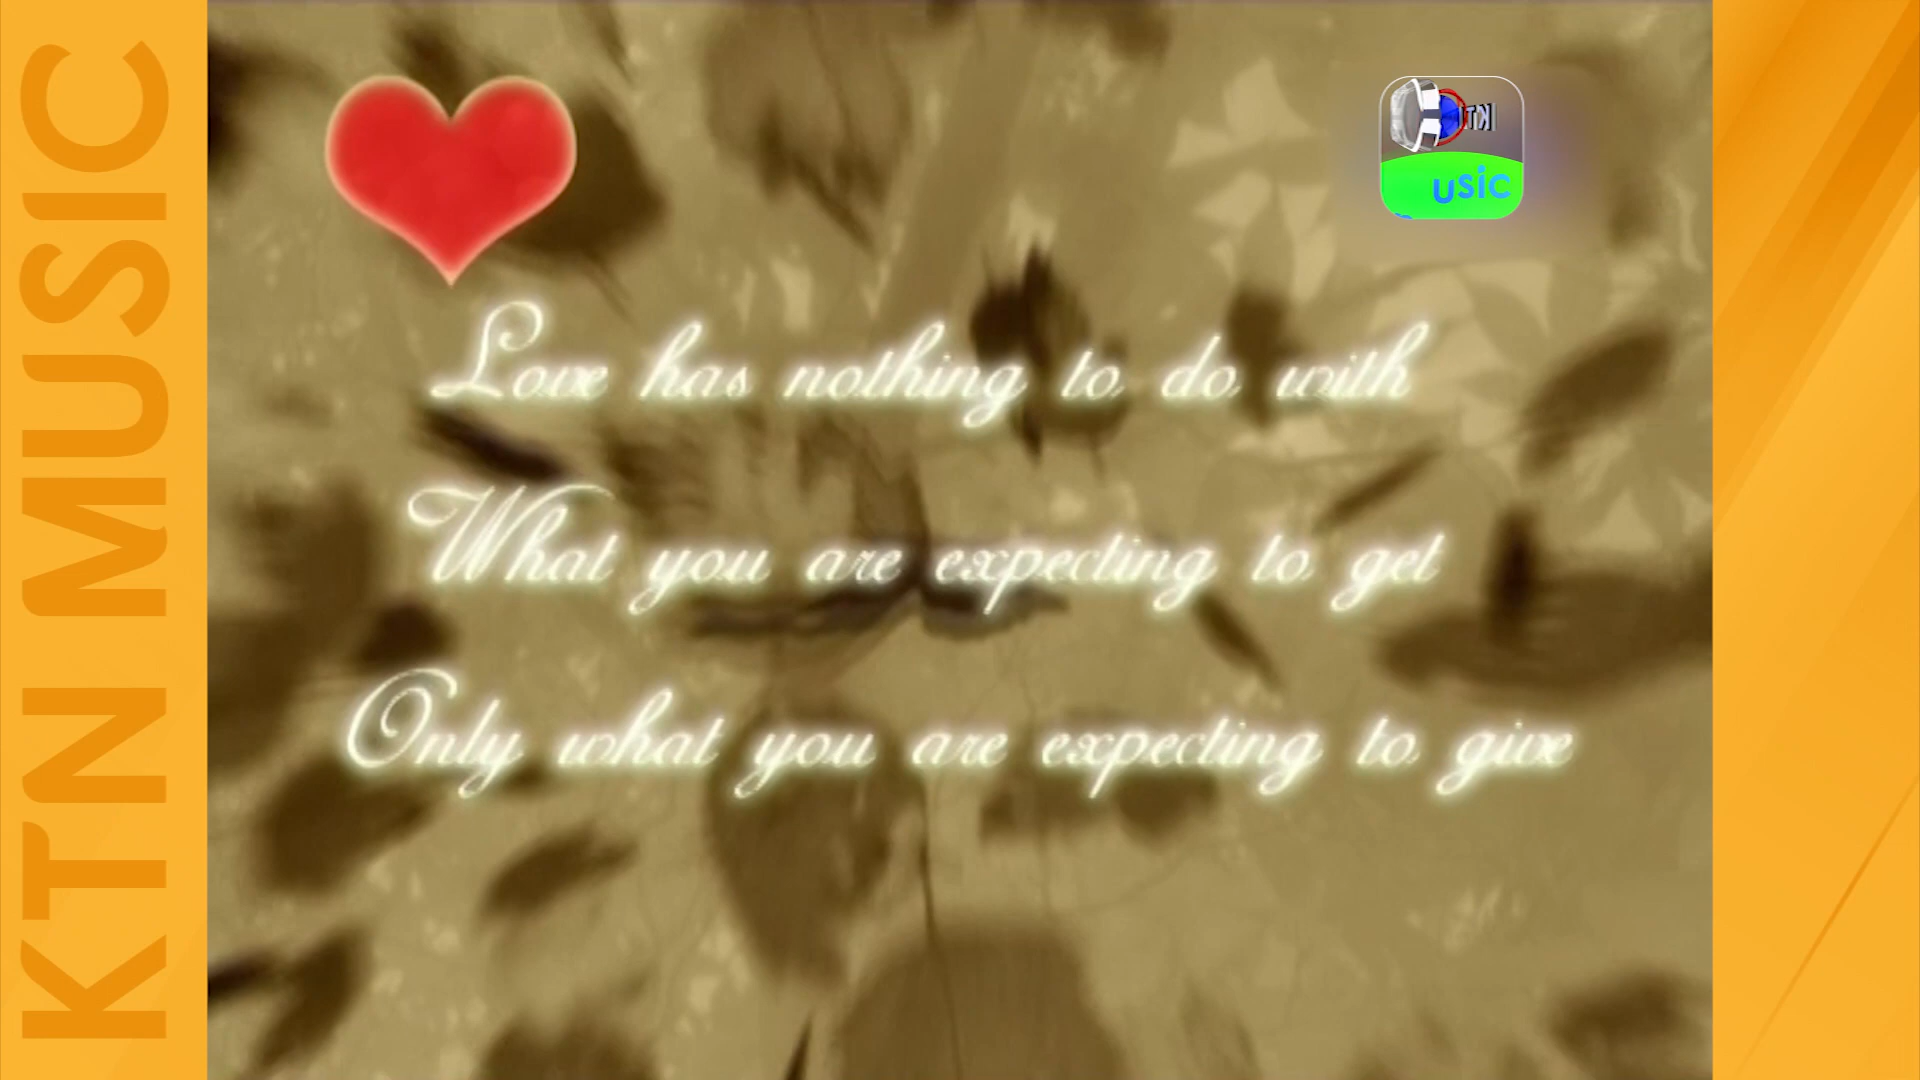 KTN MUSIC
KTN
usic
Love has nothing to do with
What you are expecting to get
Only what you are expecting to give